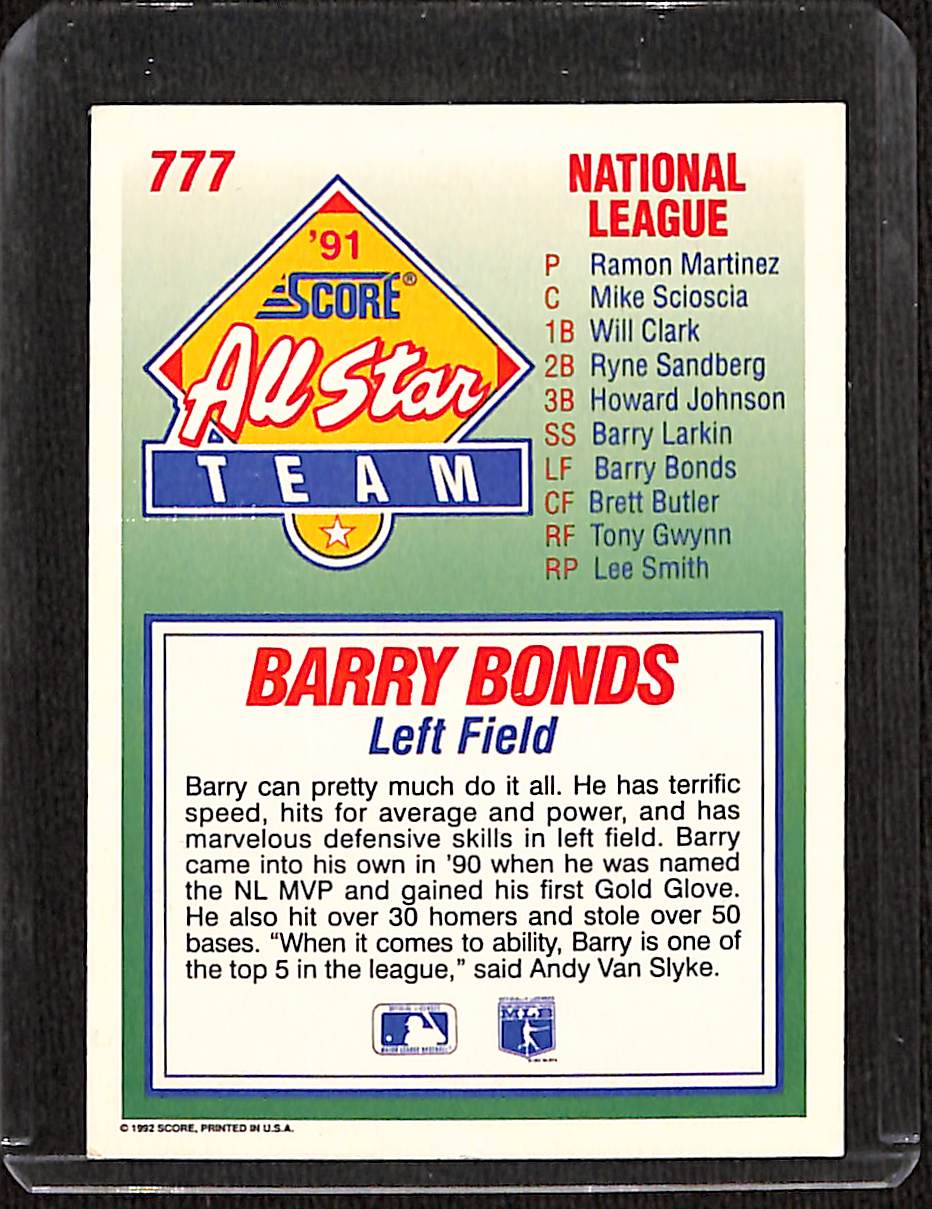 777
'91
SCORE®
All Star
TEAM
NATIONAL
LEAGUE
P Ramon Martinez
C Mike Scioscia
1B Will Clark
2B Ryne Sandberg
3B Howard Johnson
SS Barry Larkin
LF Barry Bonds
CF Brett Butler
RF Tony Gwynn
RP Lee Smith
BARRY BONDS
Left Field
Barry can pretty much do it all. He has terrific
speed, hits for average and power, and has
marvelous defensive skills in left field. Barry
came into his own in '90 when he was named
the NL MVP and gained his first Gold Glove.
He also hit over 30 homers and stole over 50
bases. “When it comes to ability, Barry is one of
the top 5 in the league,” said Andy Van Slyke.
MAJOR LEAGUE BASEBALL
MLB
© 1992 SCORE, PRINTED IN U.S.A.